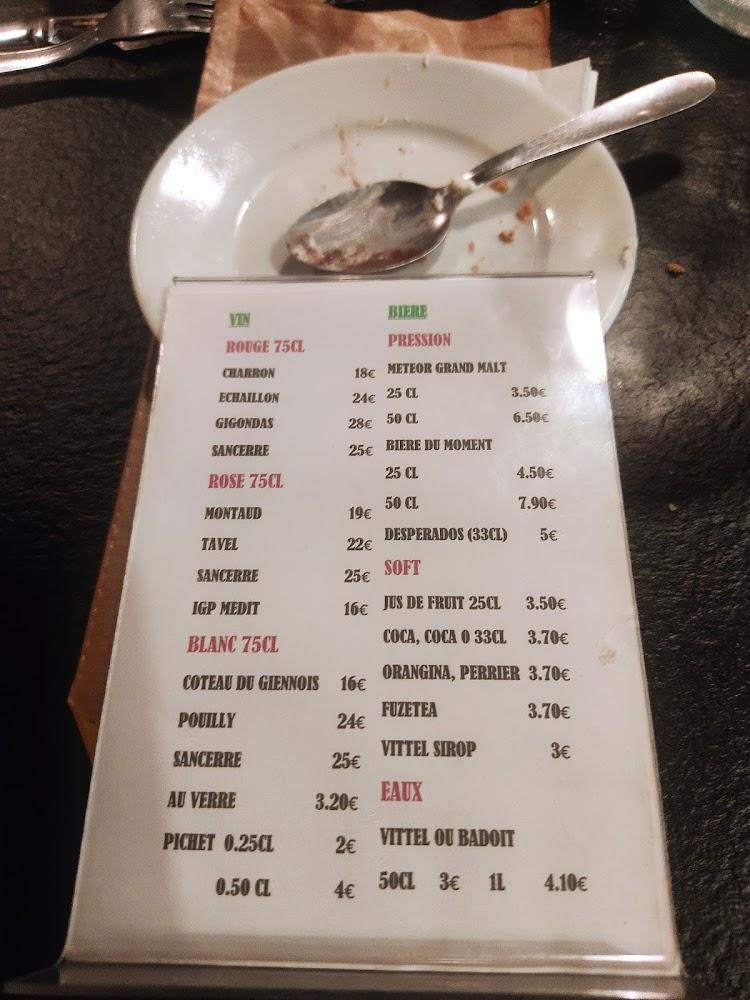 VIN
ROUGE 75CL
CHARRON 18€
ECHAILLON 24€
GIGONDAS 28€
SANCERRE 25€
ROSE 75CL
MONTAUD 19€
TAVEL 22€
SANCERRE 25€
IGP MEDIT 16€
BLANC 75CL
COTEAU DU GIENNOIS 16€
POUILLY 24€
SANCERRE 25€
AU VERRE 3.20€
PICHET 0.25CL 2€
0.50 CL 4€
BIERE
PRESSION
METEOR GRAND MALT
25 CL 3.50€
50 CL 6.50€
BIERE DU MOMENT
25 CL 4.50€
50 CL 7.90€
DESPERADOS (33CL) 5€
SOFT
JUS DE FRUIT 25CL 3.50€
COCA, COCA 0 33CL 3.70€
ORANGINA, PERRIER 3.70€
FUZETEA 3.70€
VITTEL SIROP 3€
EAUX
VITTEL OU BADOIT
50CL 3€ 1L 4.10€